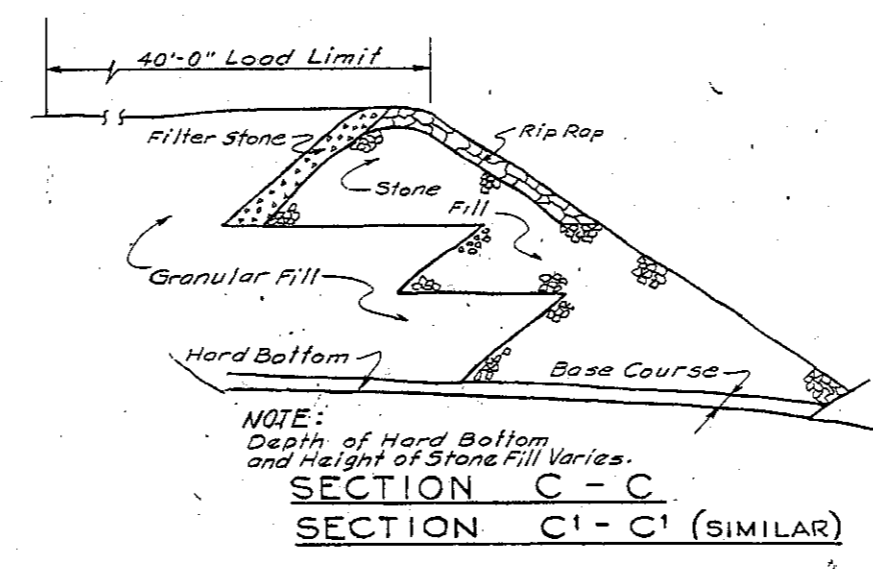 40'-0" Load Limit
Filter Stone
Rip Rap
Stone
Fill
Granular Fill
Hard Bottom
Base Course
NOTE:
Depth of Hard Bottom
and Height of Stone Fill Varies.
SECTION C - C
SECTION C¹ - C¹ (SIMILAR)